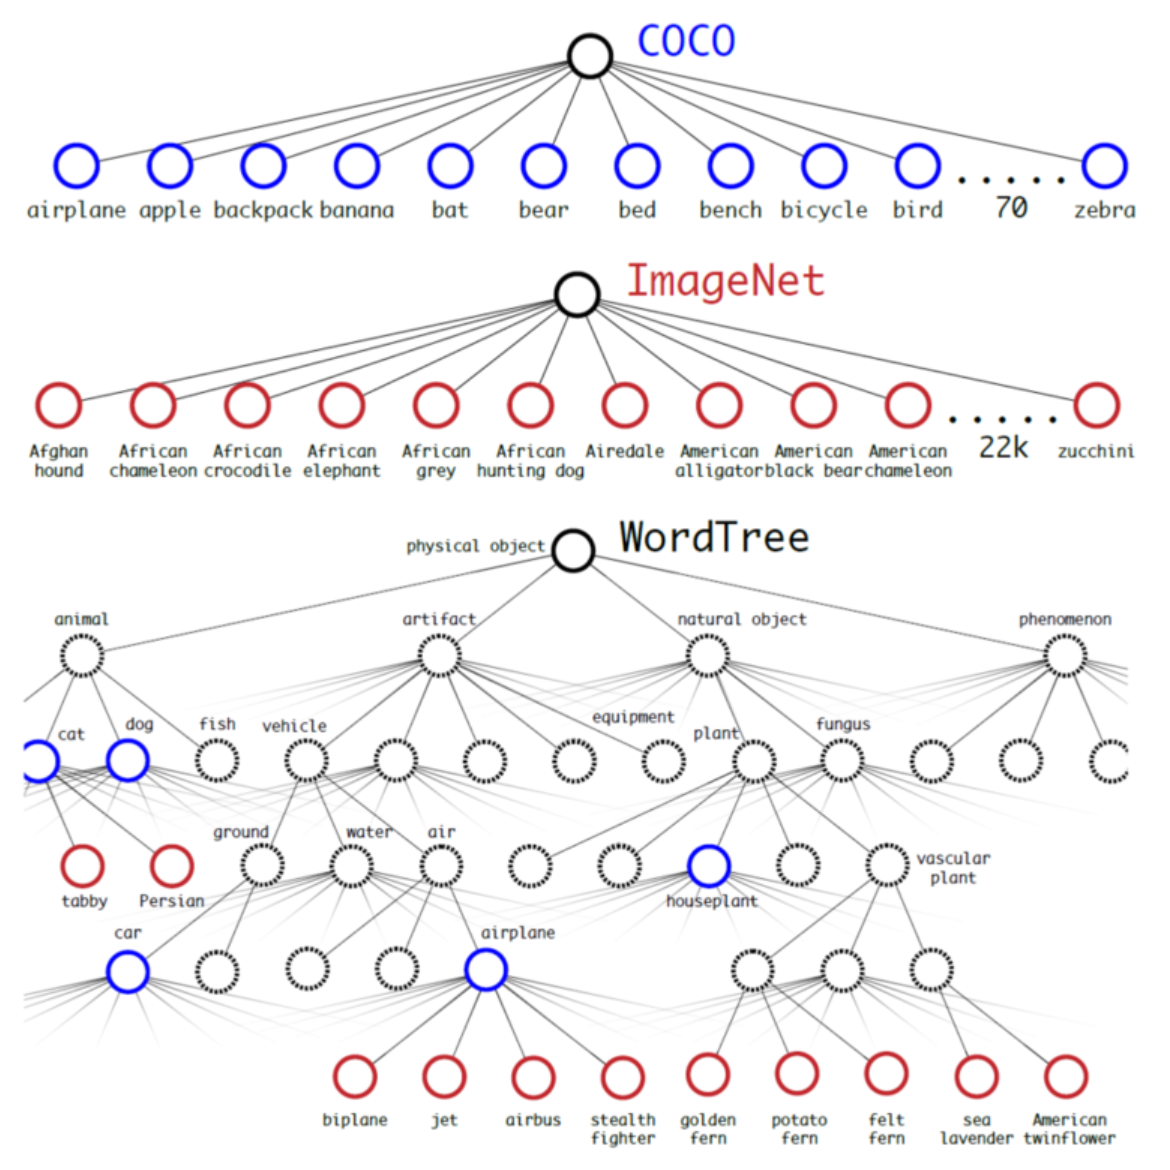 COCO
airplane apple backpack banana bat bear bed bench bicycle bird ..... 70 zebra
ImageNet
Afghan hound
African chameleon
African crocodile
African elephant
African grey
African hunting dog
Airedale
American alligator
American black bear
American chameleon
..... 22k
zucchini
WordTree
physical object
animal artifact natural object phenomenon
cat dog fish vehicle equipment plant fungus
ground water air
vascular
plant
tabby Persian houseplant
car airplane
biplane jet airbus
stealth
fighter
golden
fern
potato
fern
felt
fern
sea
lavender
American
twinflower